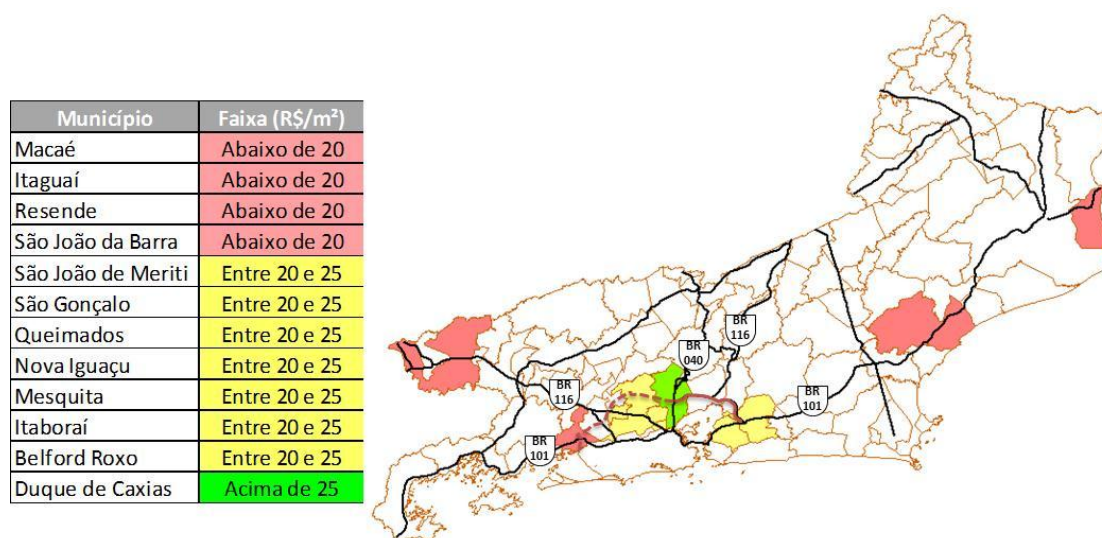 Município Faixa (R$/m²)
Macaé Abaixo de 20
Itaguaí Abaixo de 20
Resende Abaixo de 20
São João da Barra Abaixo de 20
São João de Meriti Entre 20 e 25
São Gonçalo Entre 20 e 25
Queimados Entre 20 e 25
Nova Iguaçu Entre 20 e 25
Mesquita Entre 20 e 25
Itaboraí Entre 20 e 25
Belford Roxo Entre 20 e 25
Duque de Caxias Acima de 25
BR
116
BR
040
BR
116
BR
101
BR
101